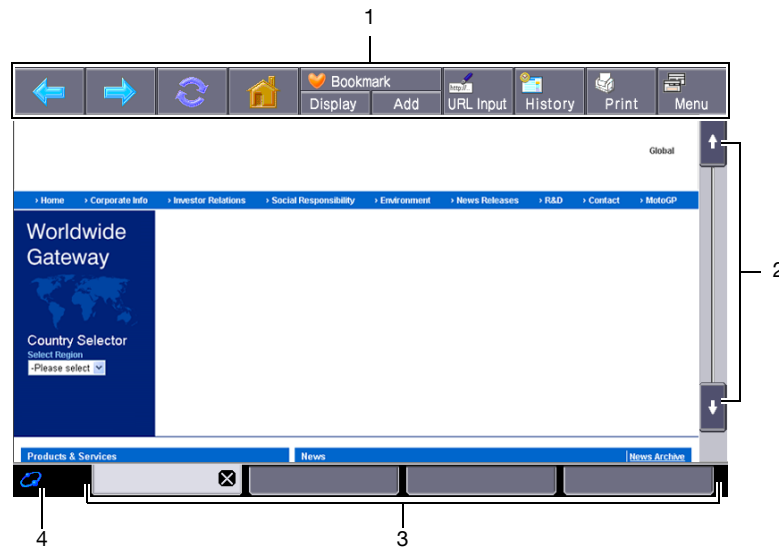 1
Bookmark
Display Add URL Input History Print Menu
http://..
Global
› Home › Corporate Info › Investor Relations › Social Responsibility › Environment › News Releases › R&D › Contact › MotoGP
Worldwide
Gateway
2
Country Selector
Select Region
-Please select
Products & Services News News Archive
4 3